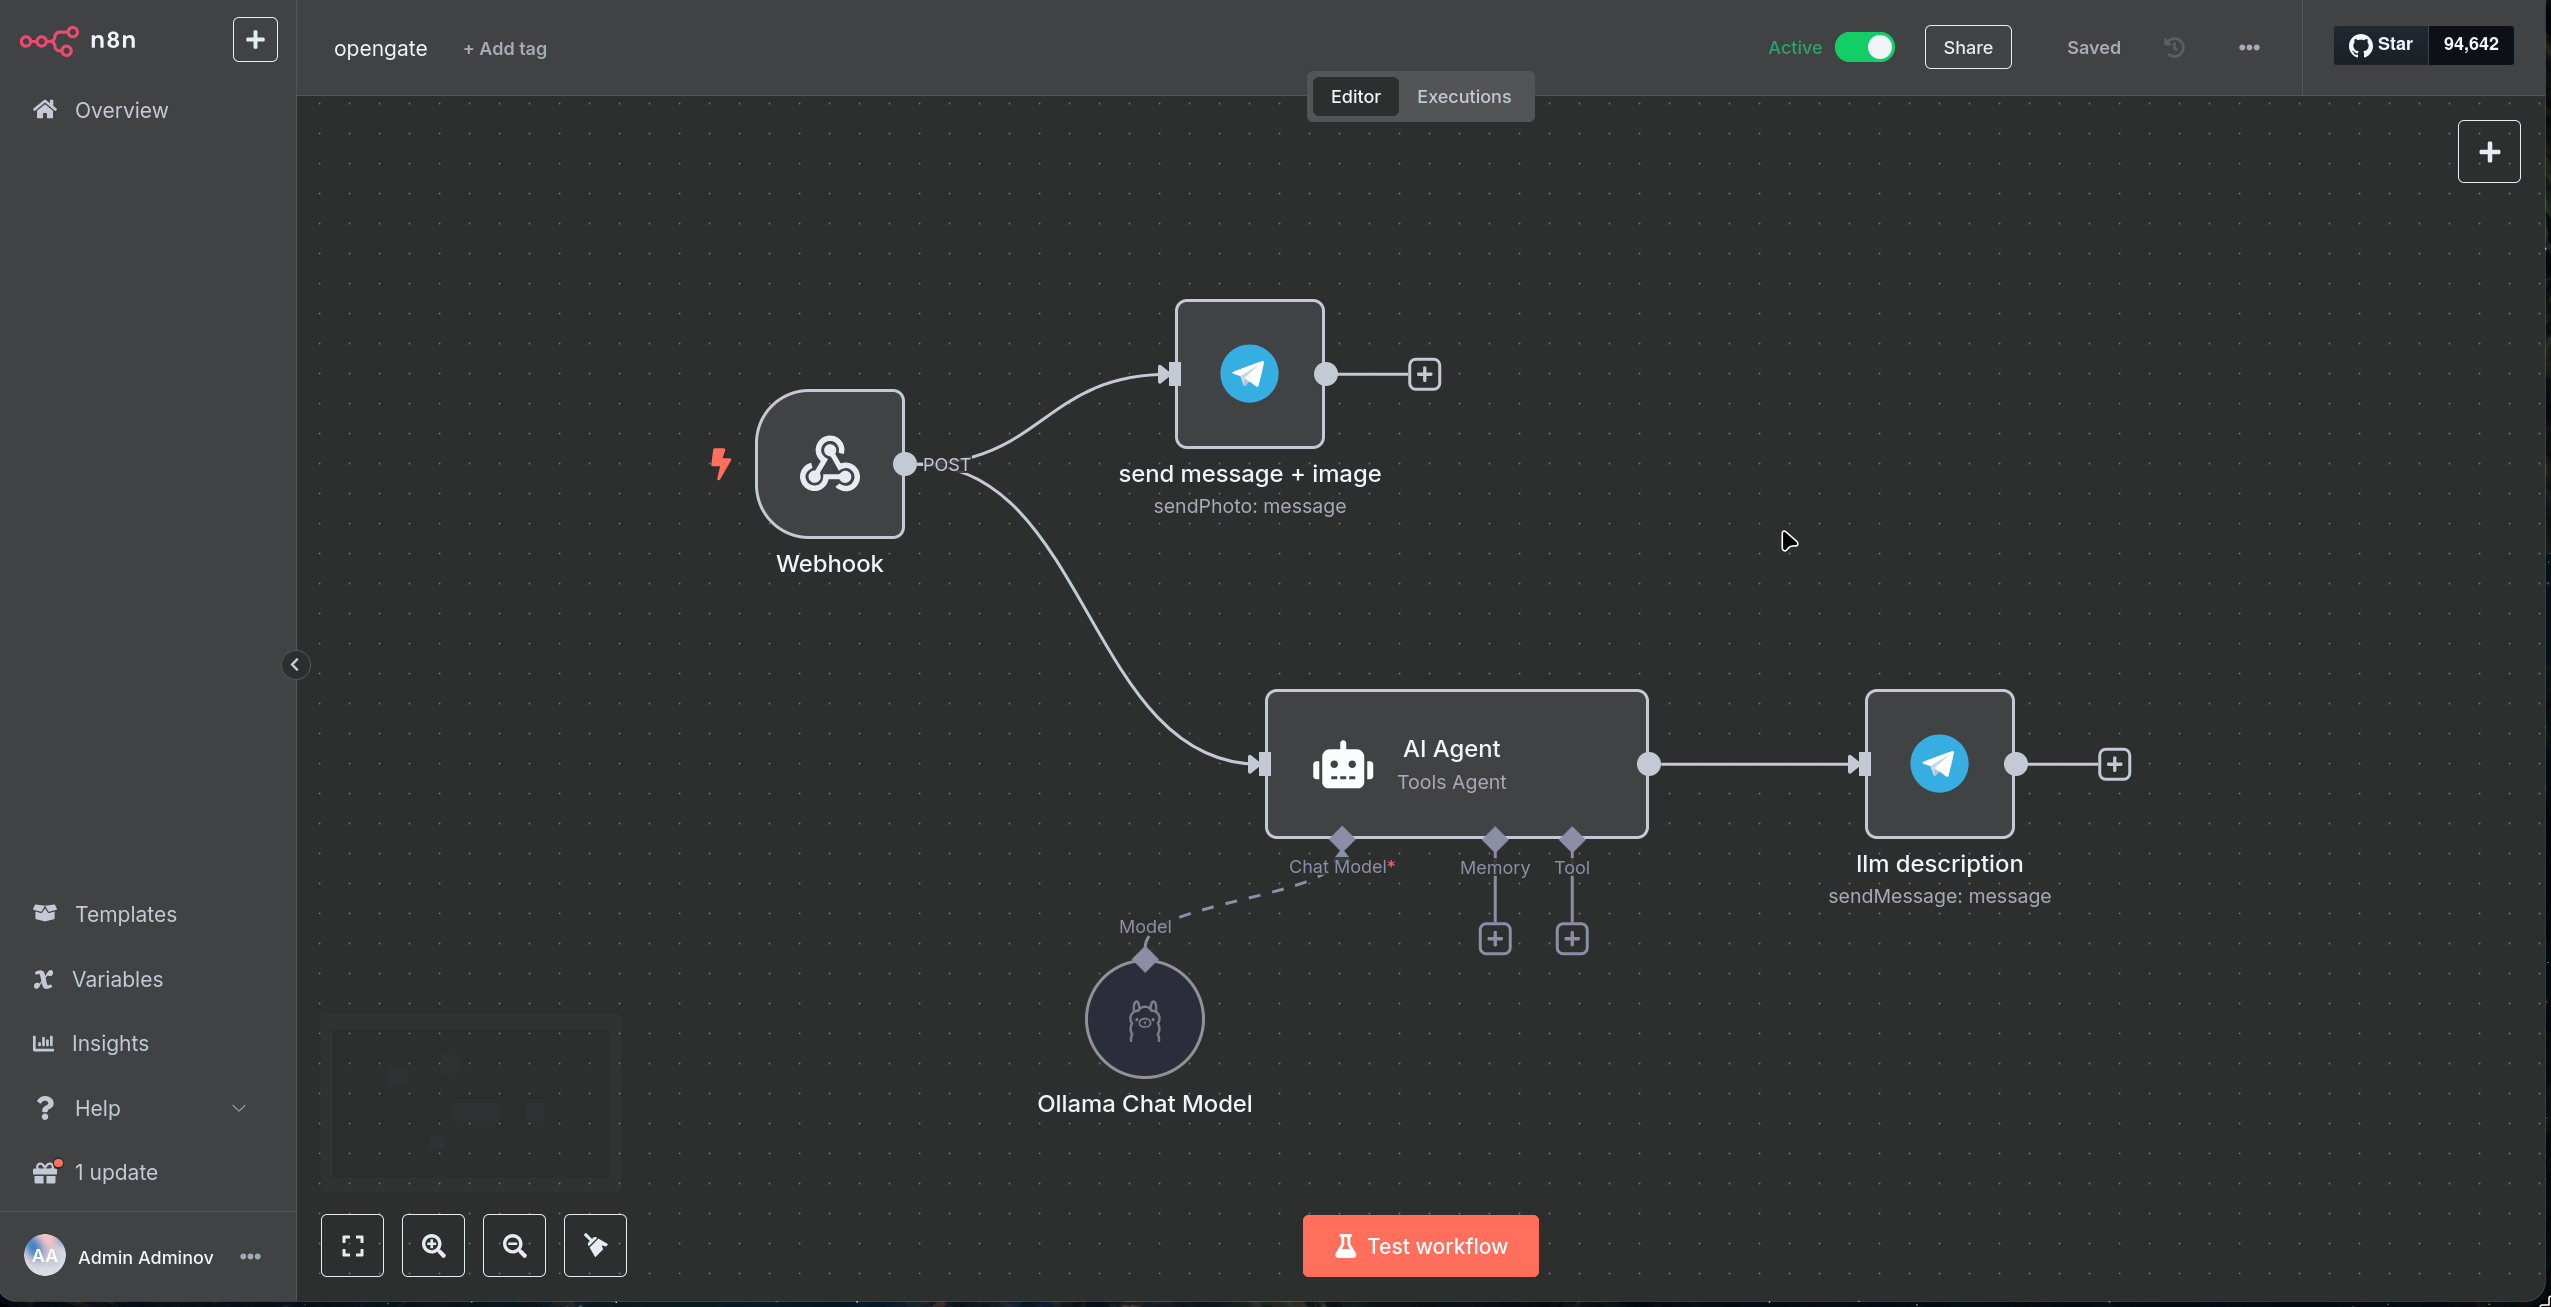 n8n
opengate
+ Add tag
Active
Share
Saved
Star
94,642
Editor
Executions
Overview
POST
Webhook
send message + image
sendPhoto: message
AI Agent
Tools Agent
Chat Model*
Memory
Tool
Model
Ollama Chat Model
llm description
sendMessage: message
Templates
Variables
Insights
Help
1 update
AA
Admin Adminov
Test workflow